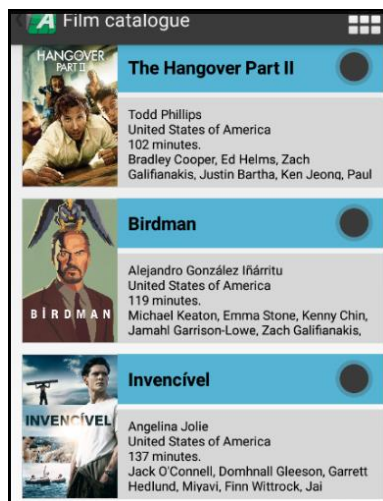 Film catalogue
HANGOVER
PART II
The Hangover Part II
Todd Phillips
United States of America
102 minutes.
Bradley Cooper, Ed Helms, Zach
Galifianakis, Justin Bartha, Ken Jeong, Paul
BIRDMAN
Birdman
Alejandro González Iñárritu
United States of America
119 minutes.
Michael Keaton, Emma Stone, Kenny Chin,
Jamahl Garrison-Lowe, Zach Galifianakis,
INVENCÍVEL
Invencível
Angelina Jolie
United States of America
137 minutes.
Jack O'Connell, Domhnall Gleeson, Garrett
Hedlund, Miyavi, Finn Wittrock, Jai